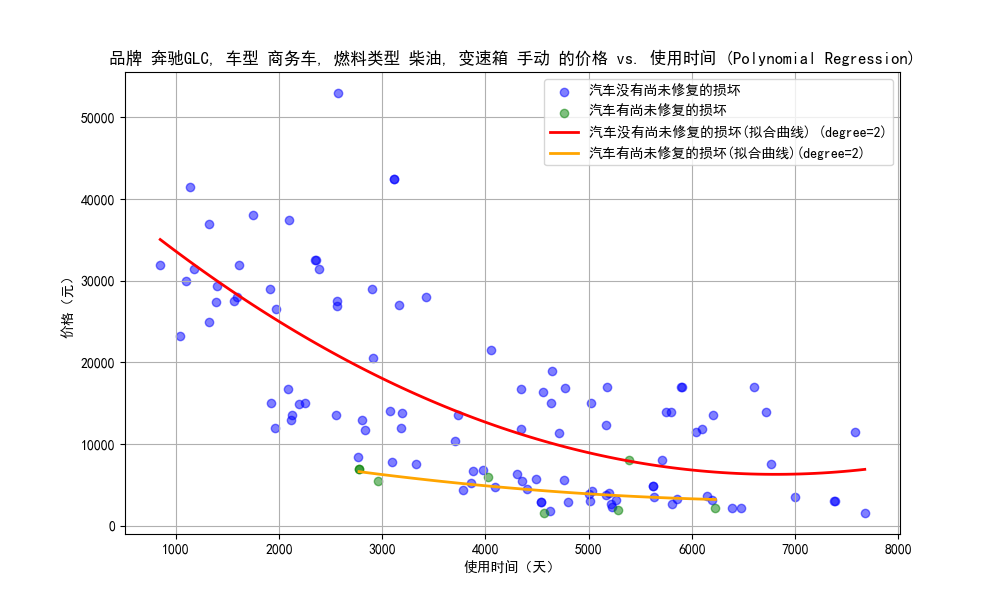 品牌 奔驰GLC, 车型 商务车, 燃料类型 柴油, 变速箱 手动 的价格 vs. 使用时间 (Polynomial Regression)
汽车没有尚未修复的损坏
汽车有尚未修复的损坏
汽车没有尚未修复的损坏(拟合曲线) (degree=2)
汽车有尚未修复的损坏(拟合曲线)(degree=2)
价格（元）
50000
40000
30000
20000
10000
0
1000 2000 3000 4000 5000 6000 7000 8000
使用时间（天）